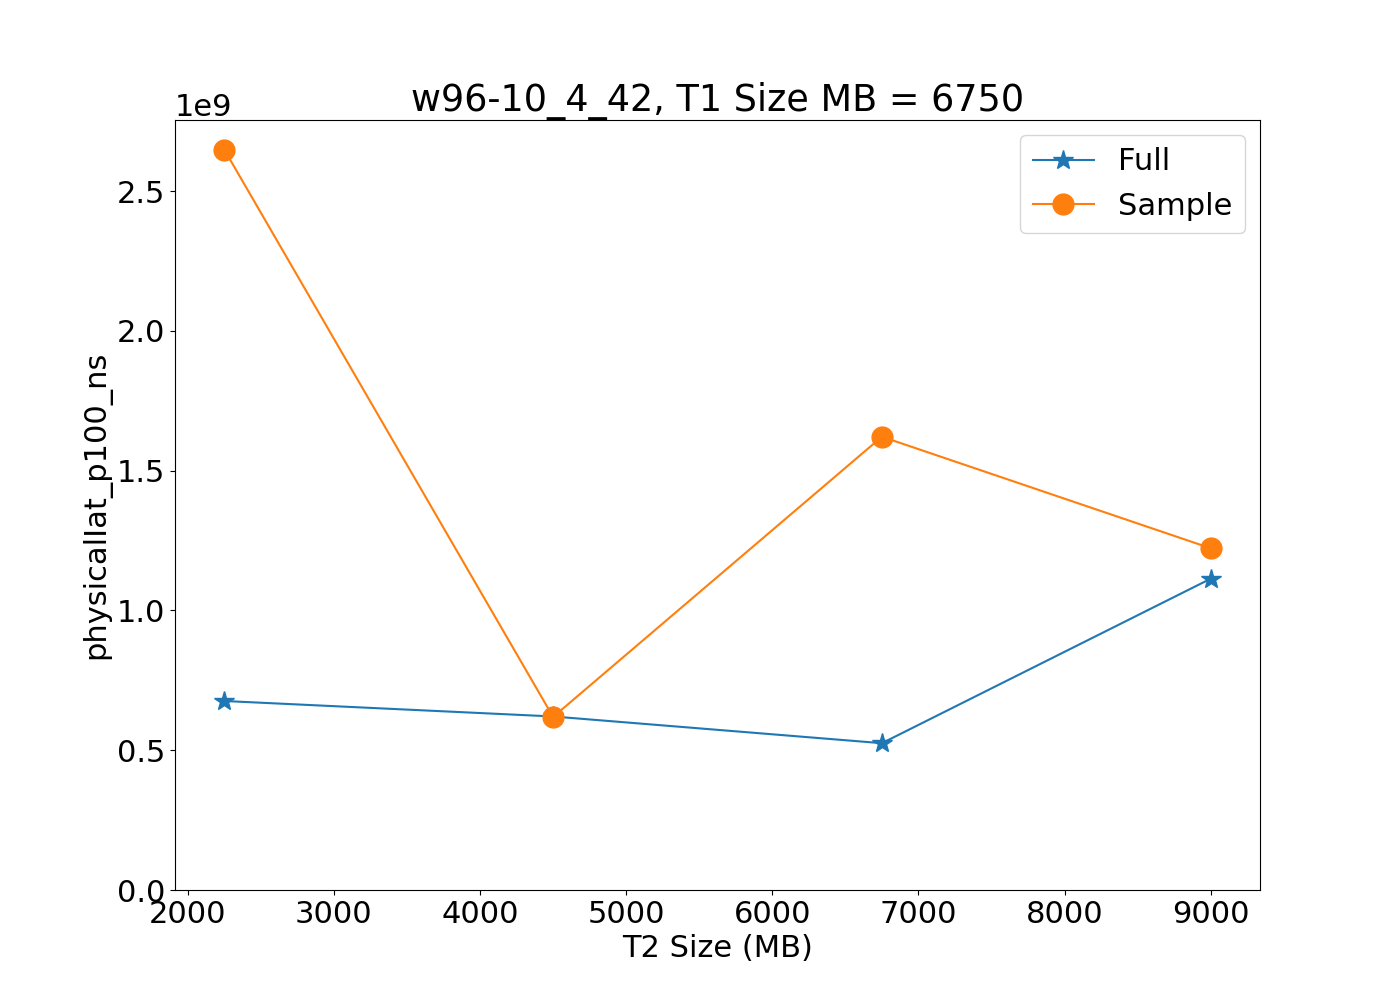 w96-10_4_42, T1 Size MB = 6750
1e9
Full
Sample
2.5
2.0
1.5
1.0
0.5
0.0
physicallat_p100_ns
2000 3000 4000 5000 6000 7000 8000 9000
T2 Size (MB)